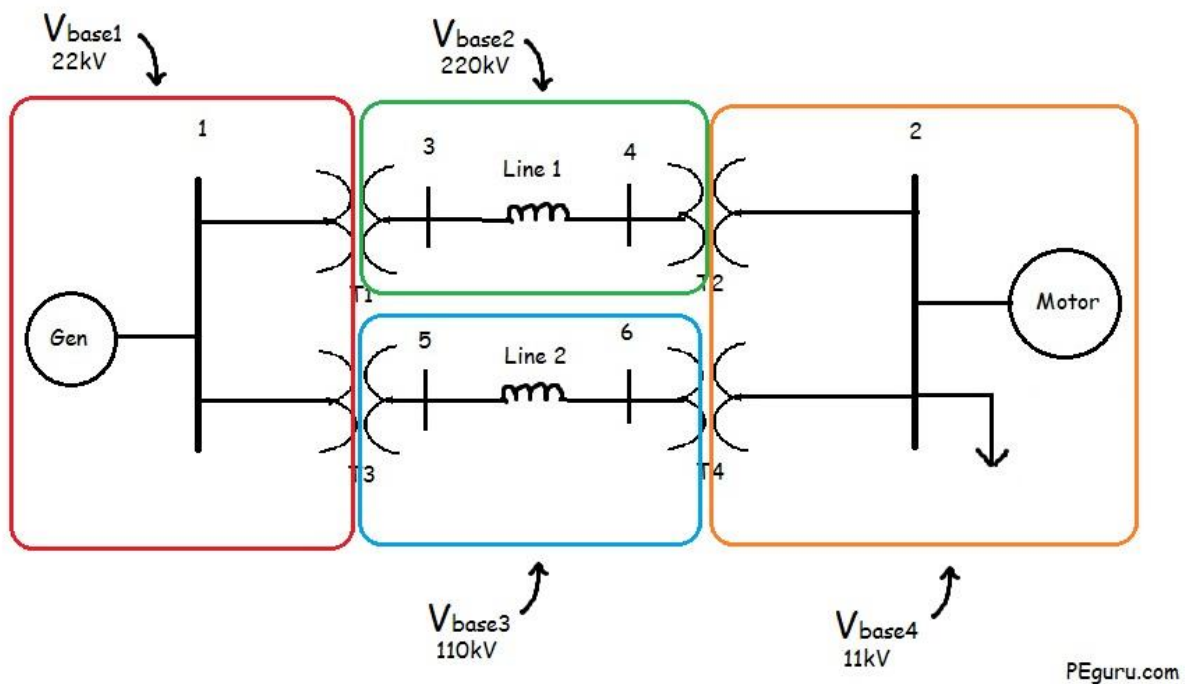 Vbase1
22kV
Vbase2
220kV
1
3
Line 1
4
2
T1
T2
Gen
Motor
5
Line 2
6
T3
T4
Vbase3
110kV
Vbase4
11kV
PEguru.com